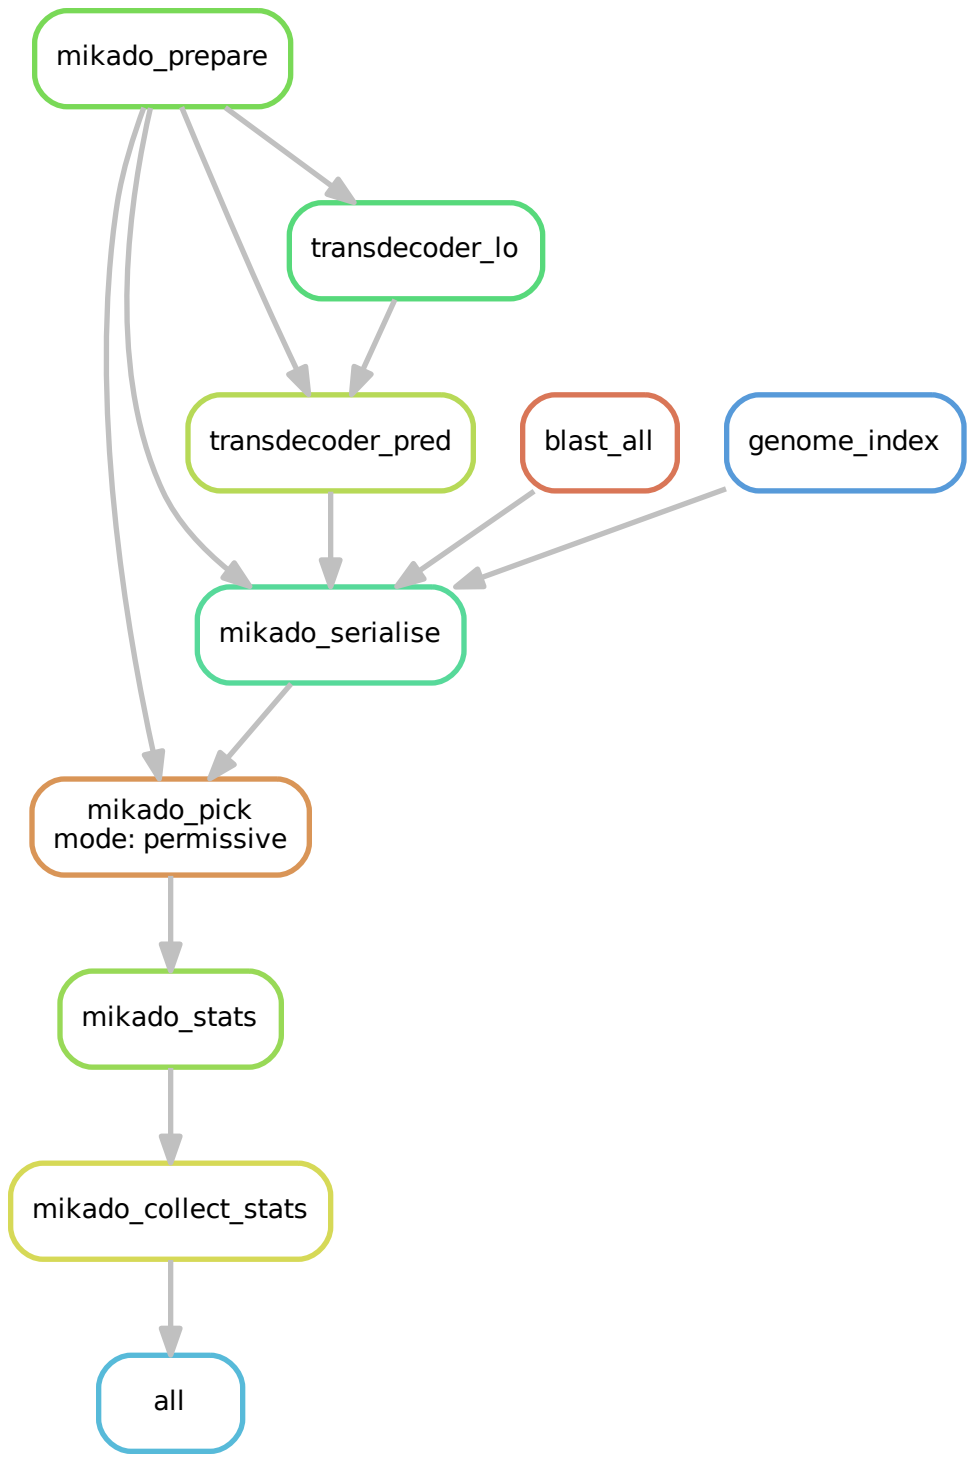 mikado_prepare
transdecoder_lo
transdecoder_pred
blast_all
genome_index
mikado_serialise
mikado_pick
mode: permissive
mikado_stats
mikado_collect_stats
all